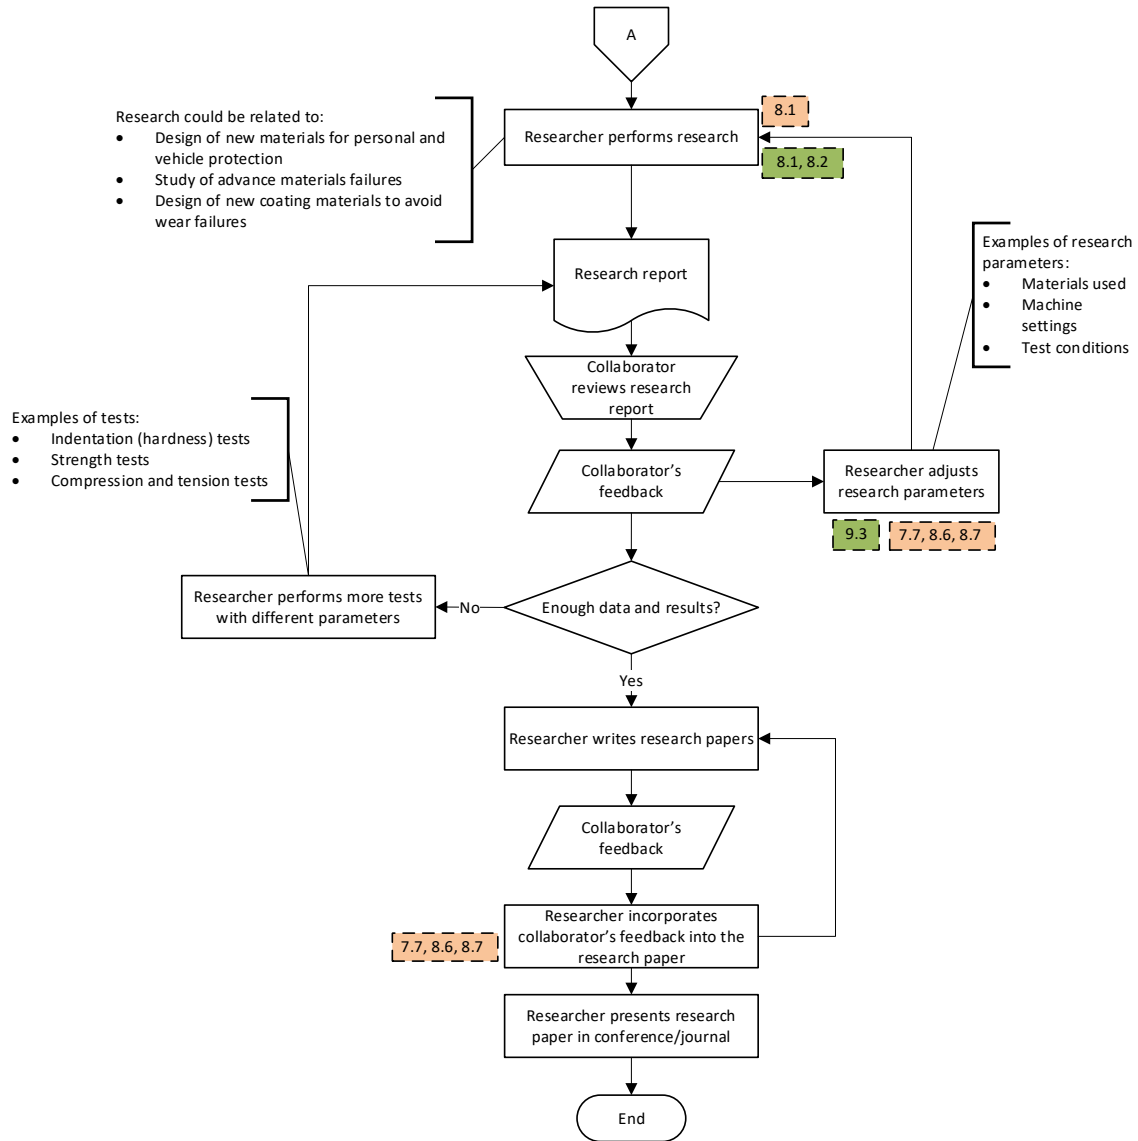 A
Research could be related to:
• Design of new materials for personal and
vehicle protection
• Study of advance materials failures
• Design of new coating materials to avoid
wear failures
Researcher performs research
8.1
8.1, 8.2
Examples of research
parameters:
• Materials used
• Machine
settings
• Test conditions
Research report
Collaborator
reviews research
report
Examples of tests:
• Indentation (hardness) tests
• Strength tests
• Compression and tension tests
Collaborator's
feedback
Researcher adjusts
research parameters
9.3
7.7, 8.6, 8.7
Enough data and results?
No
Researcher performs more tests
with different parameters
Yes
Researcher writes research papers
Collaborator's
feedback
Researcher incorporates
collaborator's feedback into the
research paper
7.7, 8.6, 8.7
Researcher presents research
paper in conference/journal
End